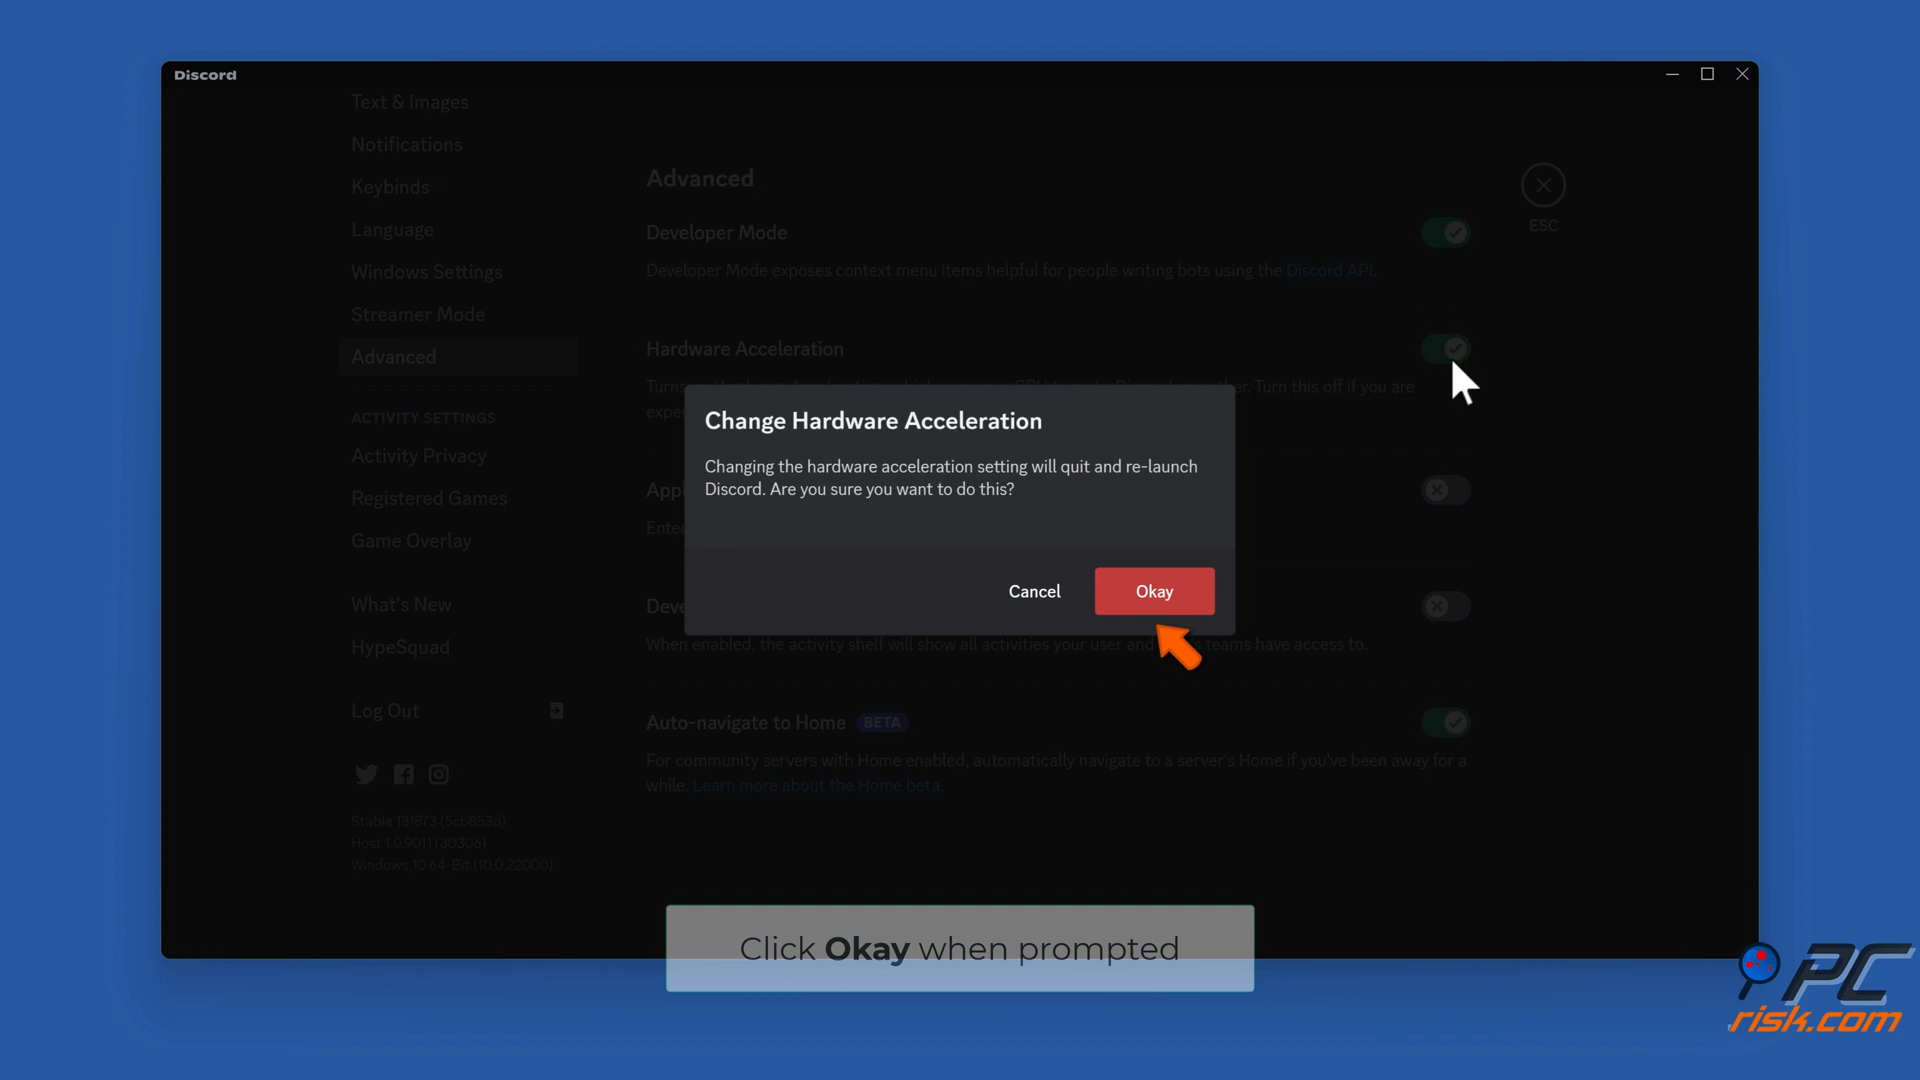 Discord
Text & Images
Notifications
Keybinds
Language
Windows Settings
Streamer Mode
Advanced
ACTIVITY SETTINGS
Activity Privacy
Registered Games
Game Overlay
What's New
HypeSquad
Log Out
Stable 181873 (5cb853d)
Host 1.0.9011 (30306)
Windows 10 64-Bit (10.0.22000)
Advanced
ESC
Developer Mode
Developer Mode exposes context menu items helpful for people writing bots using the Discord API.
Hardware Acceleration
Turn this off if you are
Change Hardware Acceleration
Changing the hardware acceleration setting will quit and re-launch
Discord. Are you sure you want to do this?
Cancel
Okay
When enabled, the activity shelf will show all activities your user and teams have access to.
Auto-navigate to Home BETA
For community servers with Home enabled, automatically navigate to a server's Home if you've been away for a
while. Learn more about the Home beta.
Click Okay when prompted
PC
risk.com